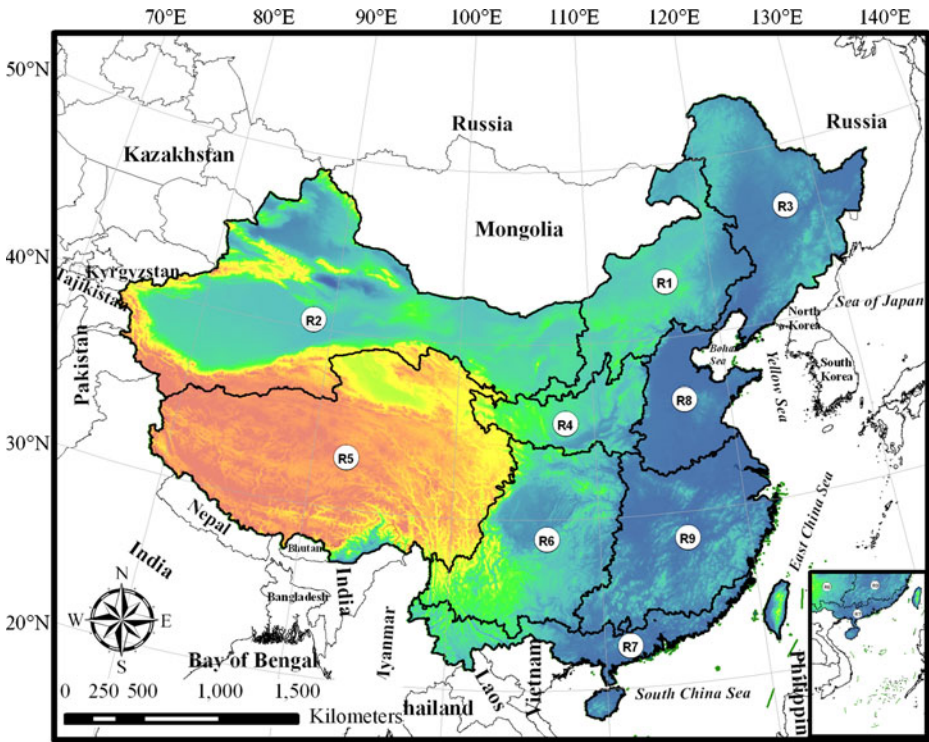 70°E 80°E 90°E 100°E 110°E 120°E 130°E 140°E
50°N
Russia
Russia
Kazakhstan
R3
Mongolia
40°N
Kyrgyzstan
R1
Tajikistan
Sea of Japan
R2
North
Korea
Bohai
Sea
South
Korea
Pakistan
Yellow Sea
R8
R4
30°N
R5
East China Sea
Nepal
R6
R9
Bhutan
India
N
W E
S
India
Bangladesh
20°N
R7
Bay of Bengal
Iyanmar
Laos
Vietnam
South China Sea
Philippin
hailand
0 250 500 1,000 1,500
Kilometers